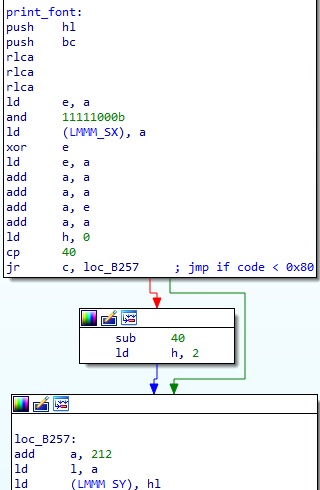 print_font:
push hl
push bc
rlca
rlca
rlca
ld e, a
and 11111000b
ld (LMMM_SX), a
xor e
ld e, a
add a, a
add a, a
add a, e
add a, a
ld h, 0
cp 40
jr c, loc_B257 ; jmp if code < 0x80
sub 40
ld h, 2
loc_B257:
add a, 212
ld l, a
ld (LMMM_SY), hl